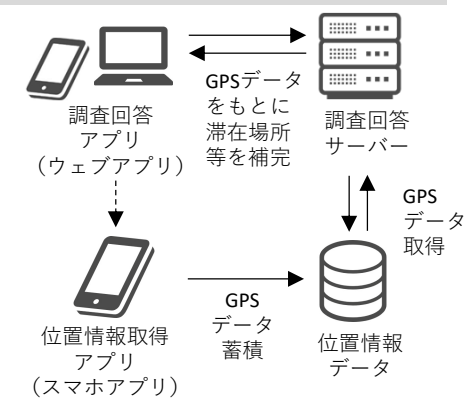 調査回答
アプリ
（ウェブアプリ）
GPSデータ
をもとに
滞在場所
等を補完
調査回答
サーバー
GPS
データ
取得
位置情報取得
アプリ
（スマホアプリ）
GPS
データ
蓄積
位置情報
データ